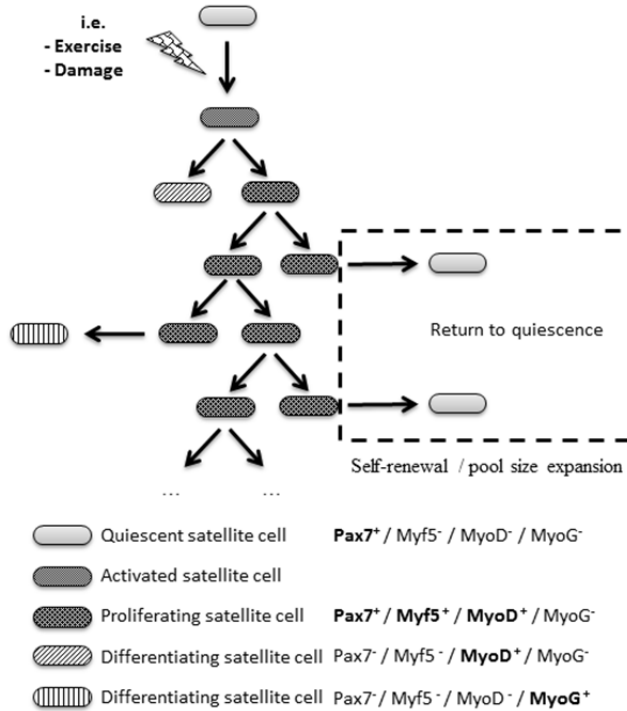 i.e.
- Exercise
- Damage
Return to quiescence
Self-renewal / pool size expansion
... ...
Quiescent satellite cell Pax7⁺ / Myf5⁻ / MyoD⁻ / MyoG⁻
Activated satellite cell
Proliferating satellite cell Pax7⁺ / Myf5⁺ / MyoD⁺ / MyoG⁻
Differentiating satellite cell Pax7⁻ / Myf5⁻ / MyoD⁺ / MyoG⁻
Differentiating satellite cell Pax7⁻ / Myf5⁻ / MyoD⁻ / MyoG⁺